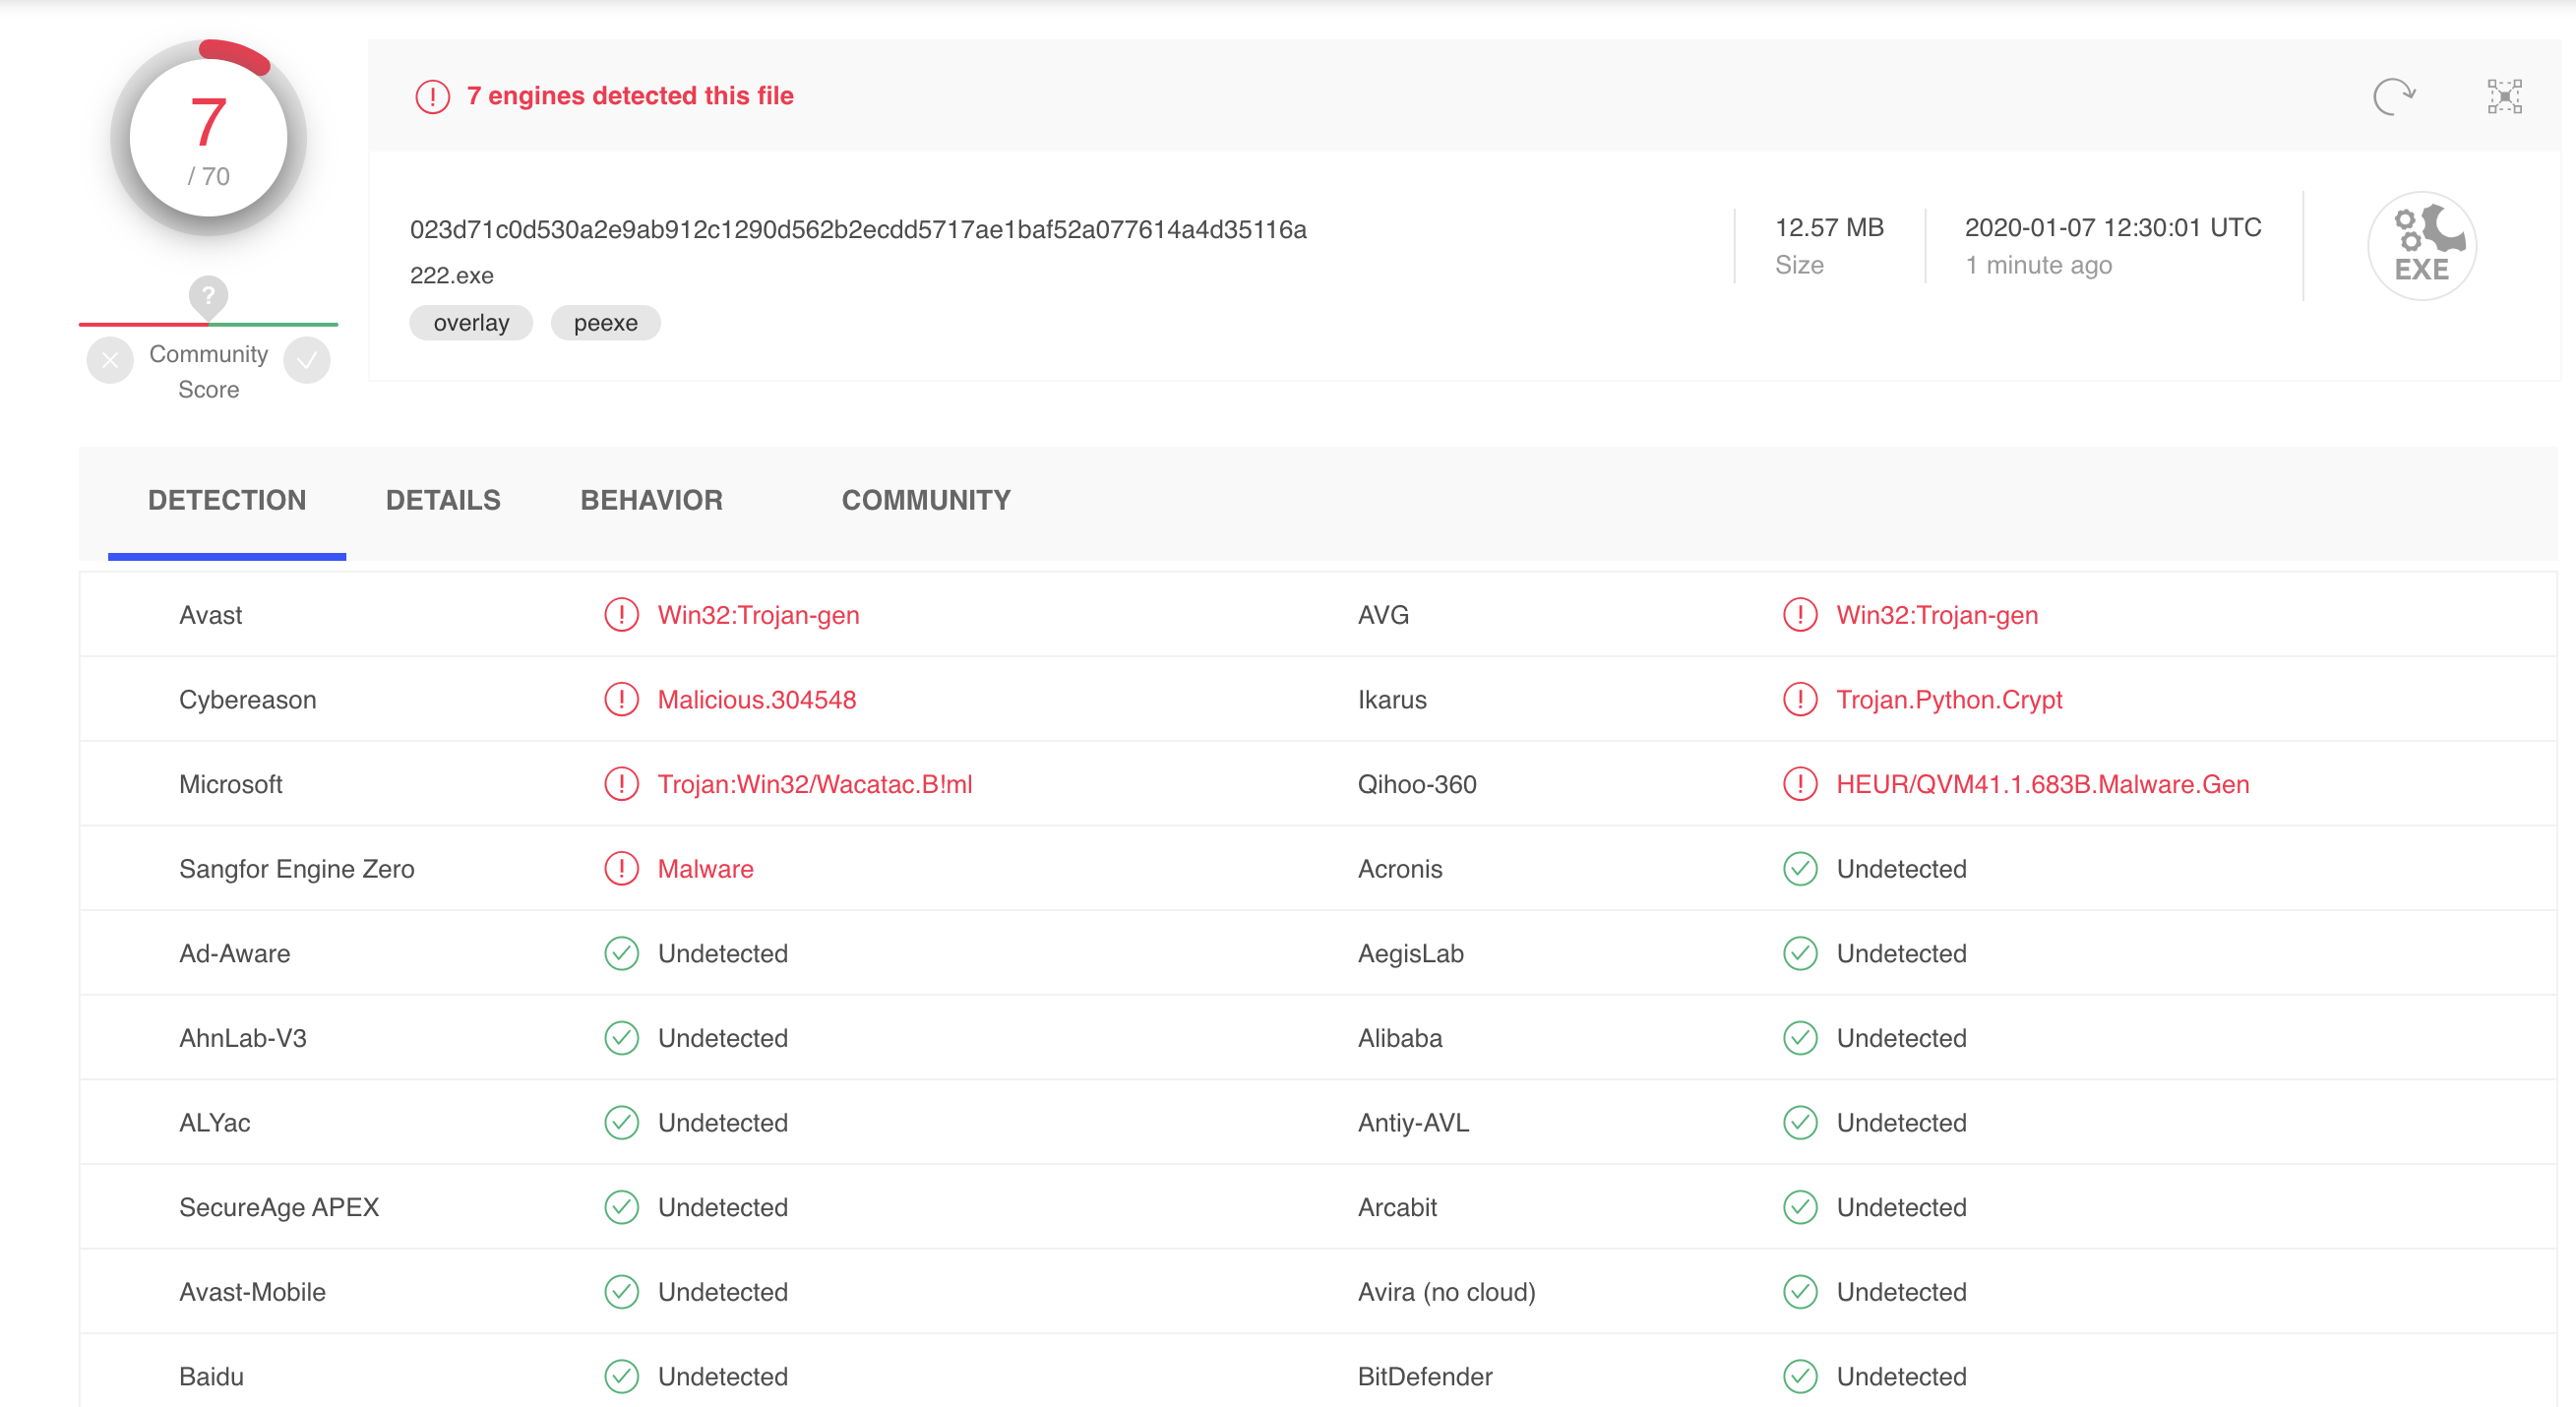 7
/ 70
?
Community
Score
7 engines detected this file
023d71c0d530a2e9ab912c1290d562b2ecdd5717ae1baf52a077614a4d35116a
222.exe
overlay peexe
12.57 MB
Size
2020-01-07 12:30:01 UTC
1 minute ago
EXE
DETECTION DETAILS BEHAVIOR COMMUNITY
Avast Win32:Trojan-gen AVG Win32:Trojan-gen
Cybereason Malicious.304548 Ikarus Trojan.Python.Crypt
Microsoft Trojan:Win32/Wacatac.B!ml Qihoo-360 HEUR/QVM41.1.683B.Malware.Gen
Sangfor Engine Zero Malware Acronis Undetected
Ad-Aware Undetected AegisLab Undetected
AhnLab-V3 Undetected Alibaba Undetected
ALYac Undetected Antiy-AVL Undetected
SecureAge APEX Undetected Arcabit Undetected
Avast-Mobile Undetected Avira (no cloud) Undetected
Baidu Undetected BitDefender Undetected